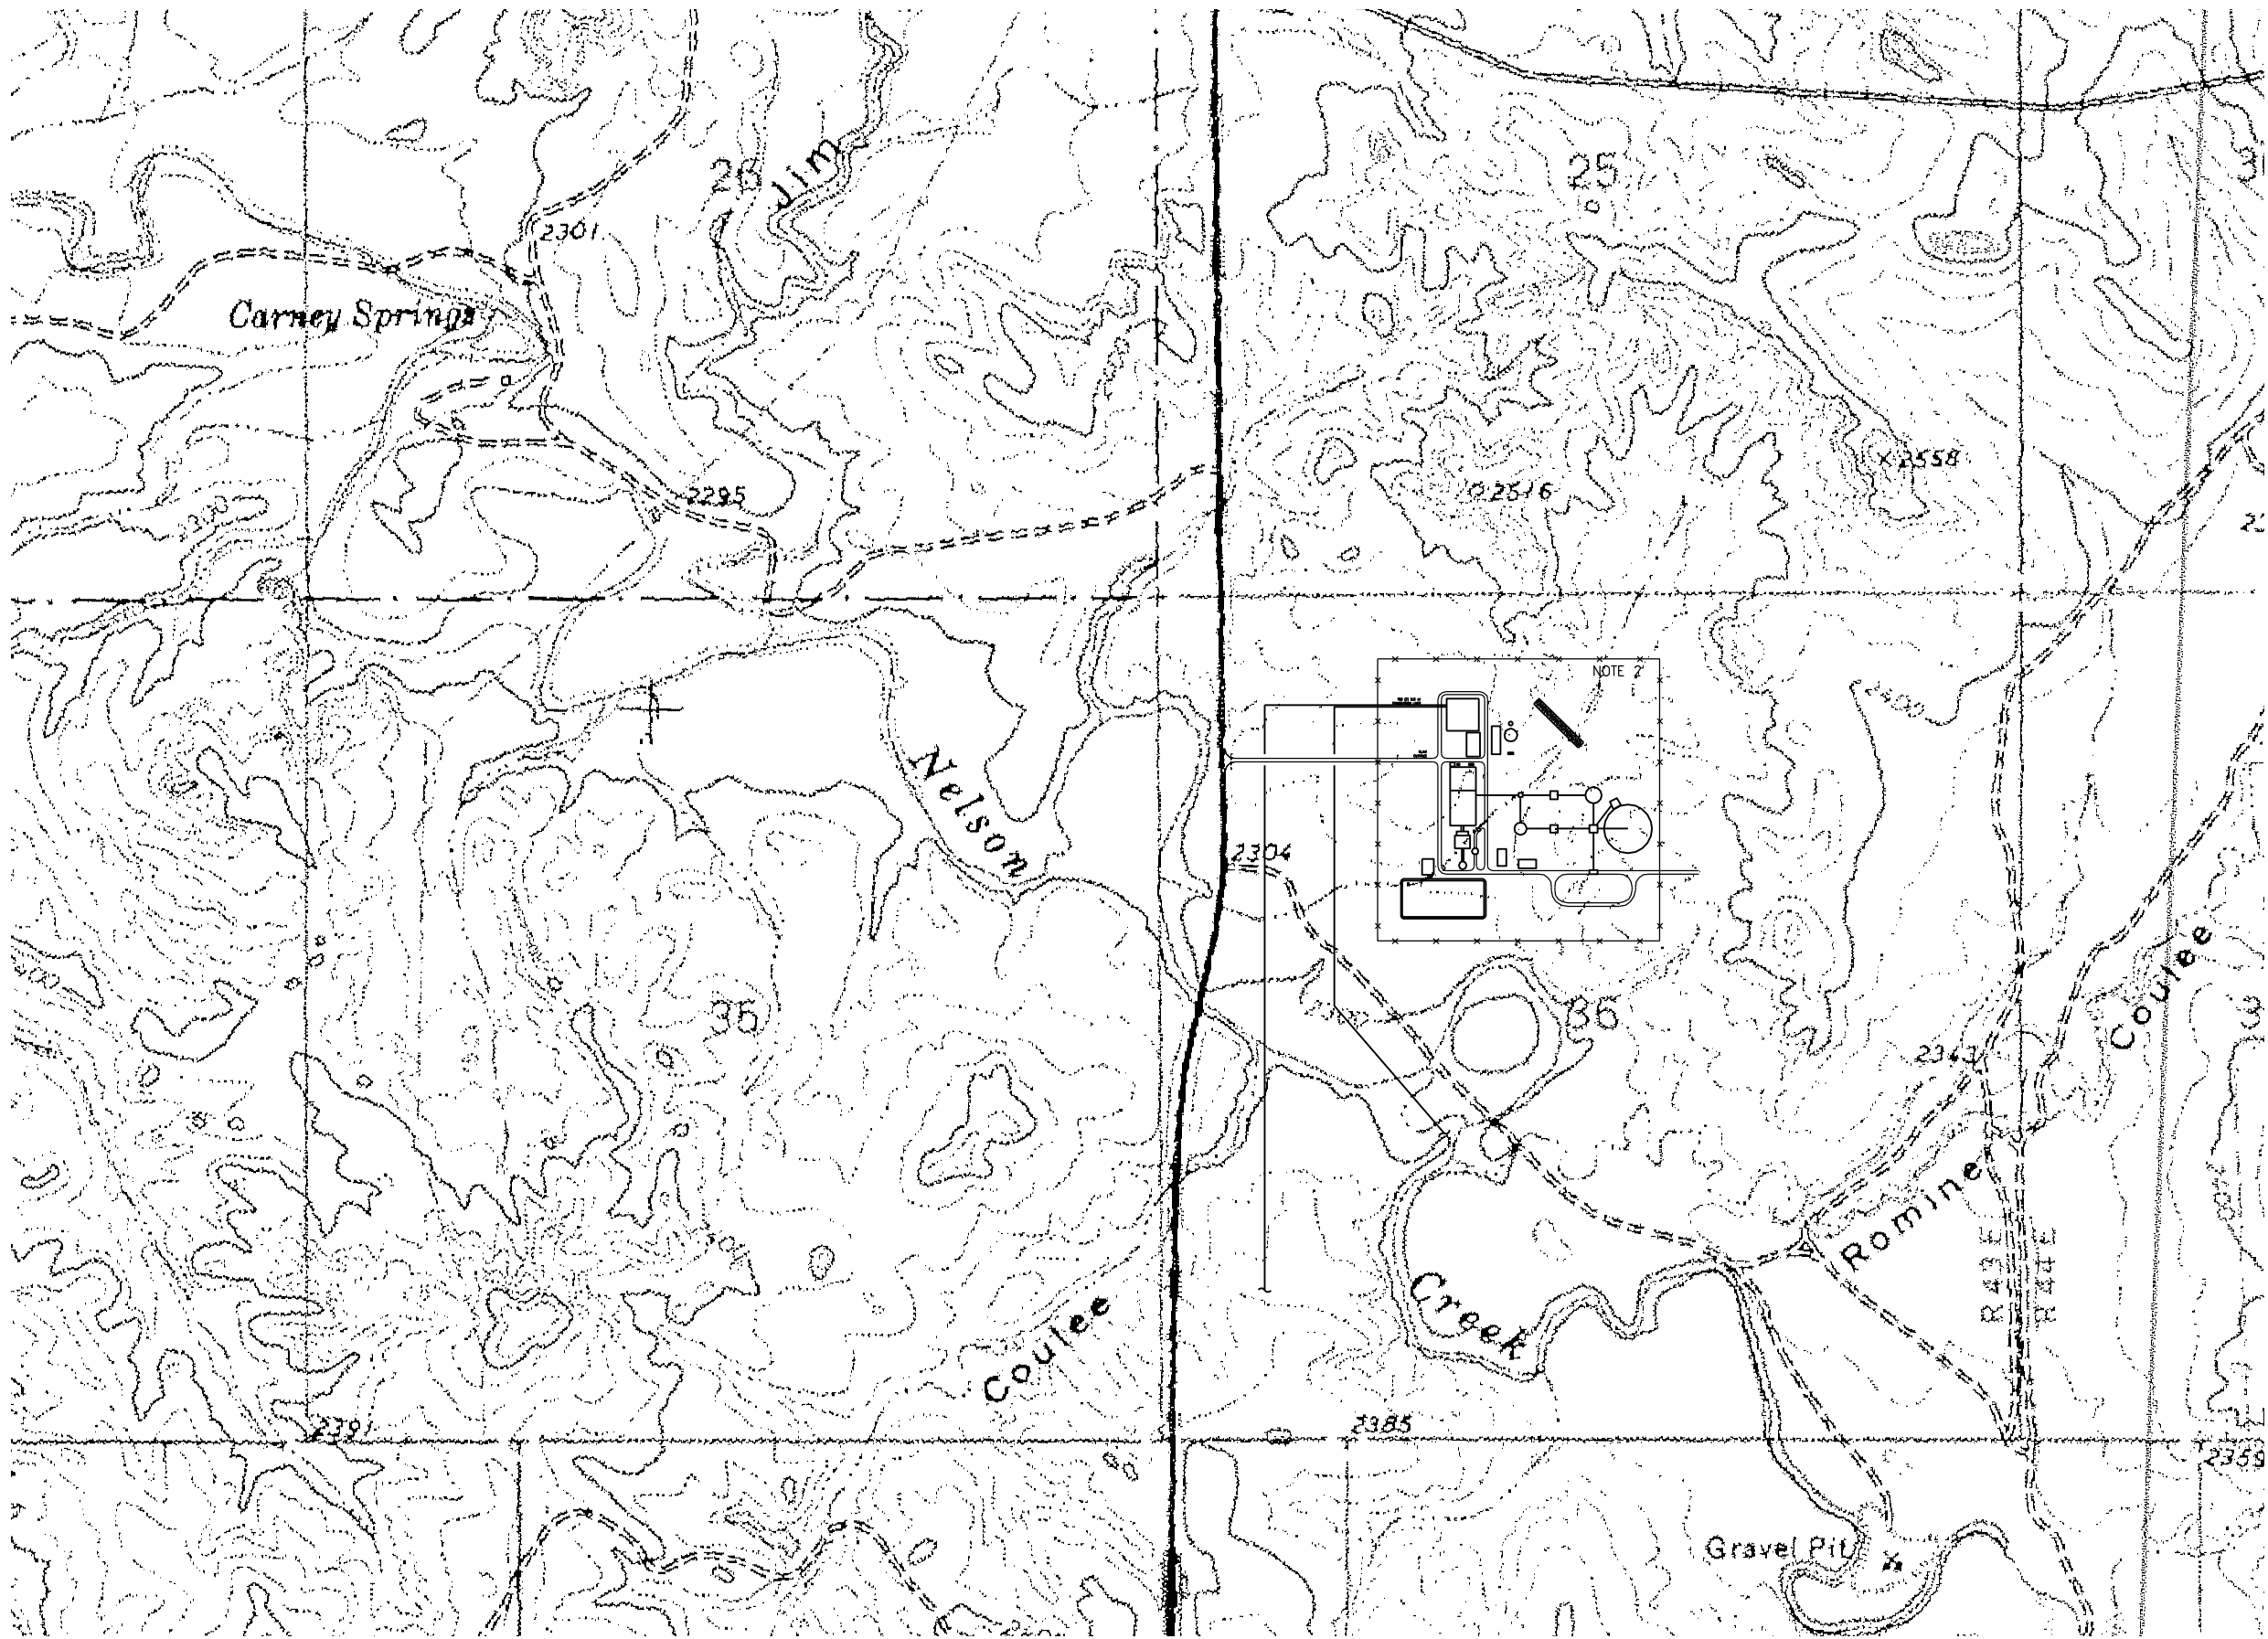 Jim
26
25
2301
Carney Springs
2558
2295
2516
NOTE 2
2400
Nelson
2304
Coulee
35
36
2343
Romine
R 43 E
R 44 E
Creek
Coulee
2391
2385
2359
Gravel Pit